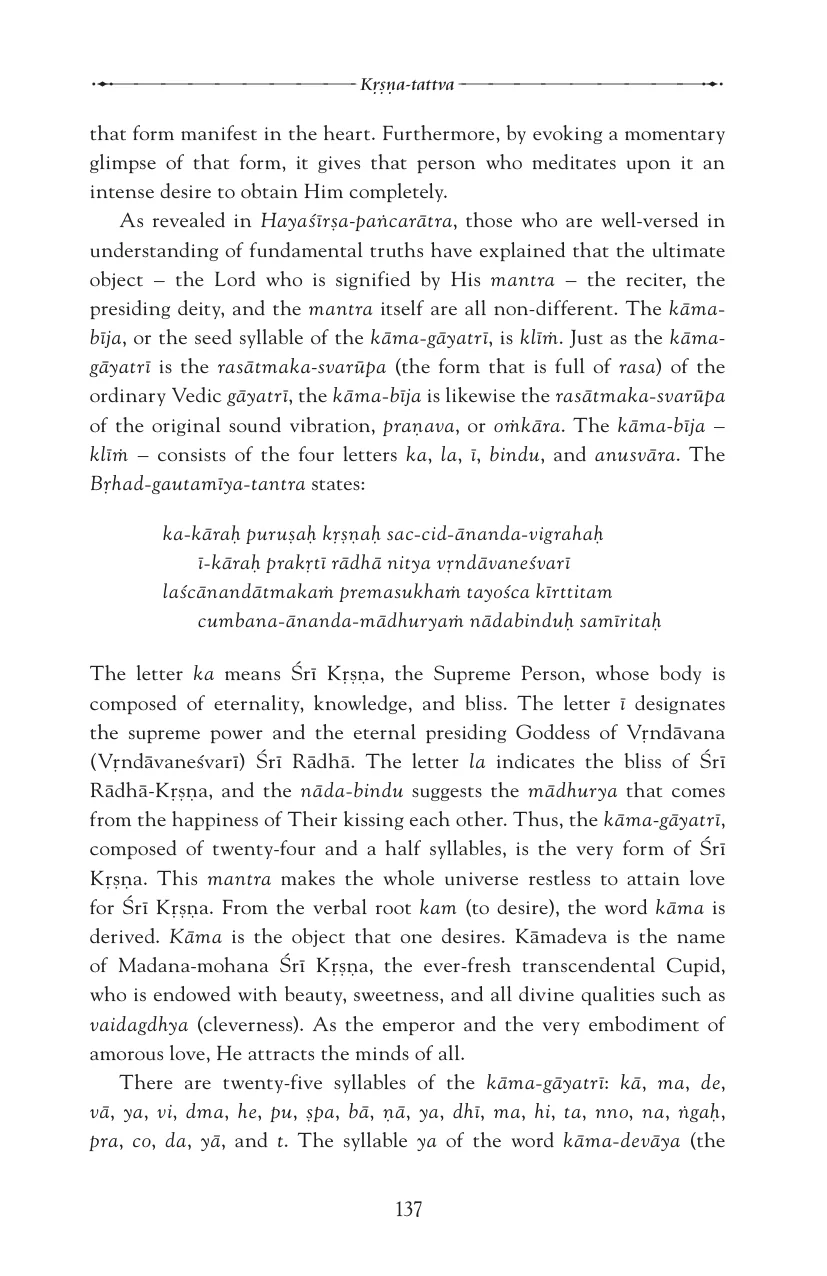 Kṛṣṇa-tattva
that form manifest in the heart. Furthermore, by evoking a momentary
glimpse of that form, it gives that person who meditates upon it an
intense desire to obtain Him completely.
As revealed in Hayaśīrṣa-paṅcarātra, those who are well-versed in
understanding of fundamental truths have explained that the ultimate
object – the Lord who is signified by His mantra – the reciter, the
presiding deity, and the mantra itself are all non-different. The kāma-
bīja, or the seed syllable of the kāma-gāyatrī, is klīṁ. Just as the kāma-
gāyatrī is the rasātmaka-svarūpa (the form that is full of rasa) of the
ordinary Vedic gāyatrī, the kāma-bīja is likewise the rasātmaka-svarūpa
of the original sound vibration, praṇava, or oṁkāra. The kāma-bīja –
klīṁ – consists of the four letters ka, la, ī, bindu, and anusvāra. The
Bṛhad-gautamīya-tantra states:
ka-kāraḥ puruṣaḥ kṛṣṇaḥ sac-cid-ānanda-vigrahaḥ
ī-kāraḥ prakṛtī rādhā nitya vṛndāvaneśvarī
laścānandātmakaṁ premasukhaṁ tayośca kīrttitam
cumbana-ānanda-mādhuryaṁ nādabinduḥ samīritaḥ
The letter ka means Śrī Kṛṣṇa, the Supreme Person, whose body is
composed of eternality, knowledge, and bliss. The letter ī designates
the supreme power and the eternal presiding Goddess of Vṛndāvana
(Vṛndāvaneśvarī) Śrī Rādhā. The letter la indicates the bliss of Śrī
Rādhā-Kṛṣṇa, and the nāda-bindu suggests the mādhurya that comes
from the happiness of Their kissing each other. Thus, the kāma-gāyatrī,
composed of twenty-four and a half syllables, is the very form of Śrī
Kṛṣṇa. This mantra makes the whole universe restless to attain love
for Śrī Kṛṣṇa. From the verbal root kam (to desire), the word kāma is
derived. Kāma is the object that one desires. Kāmadeva is the name
of Madana-mohana Śrī Kṛṣṇa, the ever-fresh transcendental Cupid,
who is endowed with beauty, sweetness, and all divine qualities such as
vaidagdhya (cleverness). As the emperor and the very embodiment of
amorous love, He attracts the minds of all.
There are twenty-five syllables of the kāma-gāyatrī: kā, ma, de,
vā, ya, vi, dma, he, pu, ṣpa, bā, ṇā, ya, dhī, ma, hi, ta, nno, na, ṅgaḥ,
pra, co, da, yā, and t. The syllable ya of the word kāma-devāya (the
137